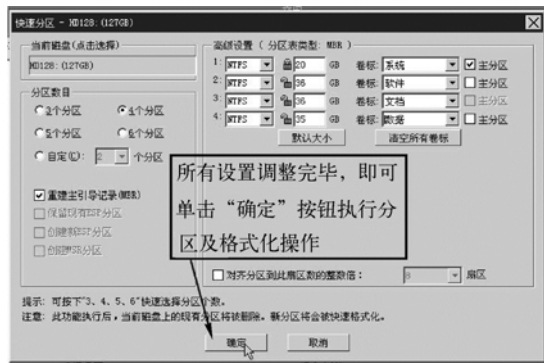 快速分区 - HD128:(127GB)
当前磁盘(点击选择)
HD128:(127GB)
分区数目
3个分区 4个分区
5个分区 6个分区
自定(C): 2 个分区
重建主引导记录(MBR)
保留现有ESP分区
创建新ESP分区
创建MSR分区
高级设置 ( 分区表类型: MBR )
1: NTFS 20 GB 卷标: 系统 主分区
2: NTFS 36 GB 卷标: 软件 主分区
3: NTFS 36 GB 卷标: 文档 主分区
4: NTFS 35 GB 卷标: 数据 主分区
默认大小 清空所有卷标
所有设置调整完毕,即可
单击“确定”按钮执行分
区及格式化操作
对齐分区到此扇区数的整数倍: 8 扇区
提示: 可按下"3、4、5、6"快速选择分区个数。
注意: 此功能执行后,当前磁盘上的现有分区将被删除。新分区将会被快速格式化。
确定 取消